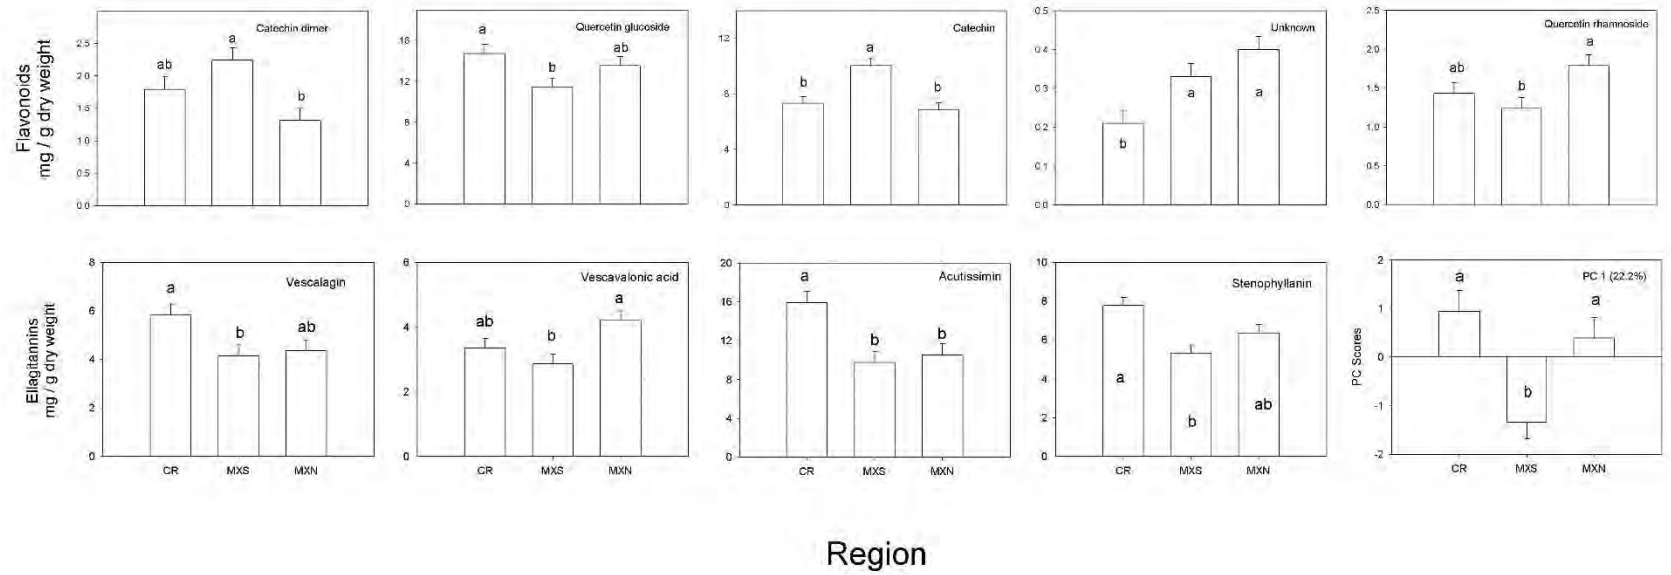 Flavonoids
mg / g dry weight
Catechin dimer
2.5
2.0
1.5
1.0
0.5
0.0
ab
a
b
Quercetin glucoside
16
12
8
4
0
a
b
ab
Catechin
12
8
4
0
b
a
b
Unknown
0.5
0.4
0.3
0.2
0.1
0.0
b
a
a
Quercetin rhamnoside
2.5
2.0
1.5
1.0
0.5
0.0
ab
b
a
Ellagitannins
mg / g dry weight
Vescalagin
8
6
4
2
0
a
b
ab
CR MXS MXN
Vescavalonic acid
6
4
2
0
ab
b
a
CR MXS MXN
Acutissimin
20
16
12
8
4
0
a
b
b
CR MXS MXN
Stenophyllanin
10
8
6
4
2
0
a
b
ab
CR MXS MXN
PC 1 (22.2%)
PC Scores
2
1
0
-1
-2
a
b
a
CR MXS MXN
Region